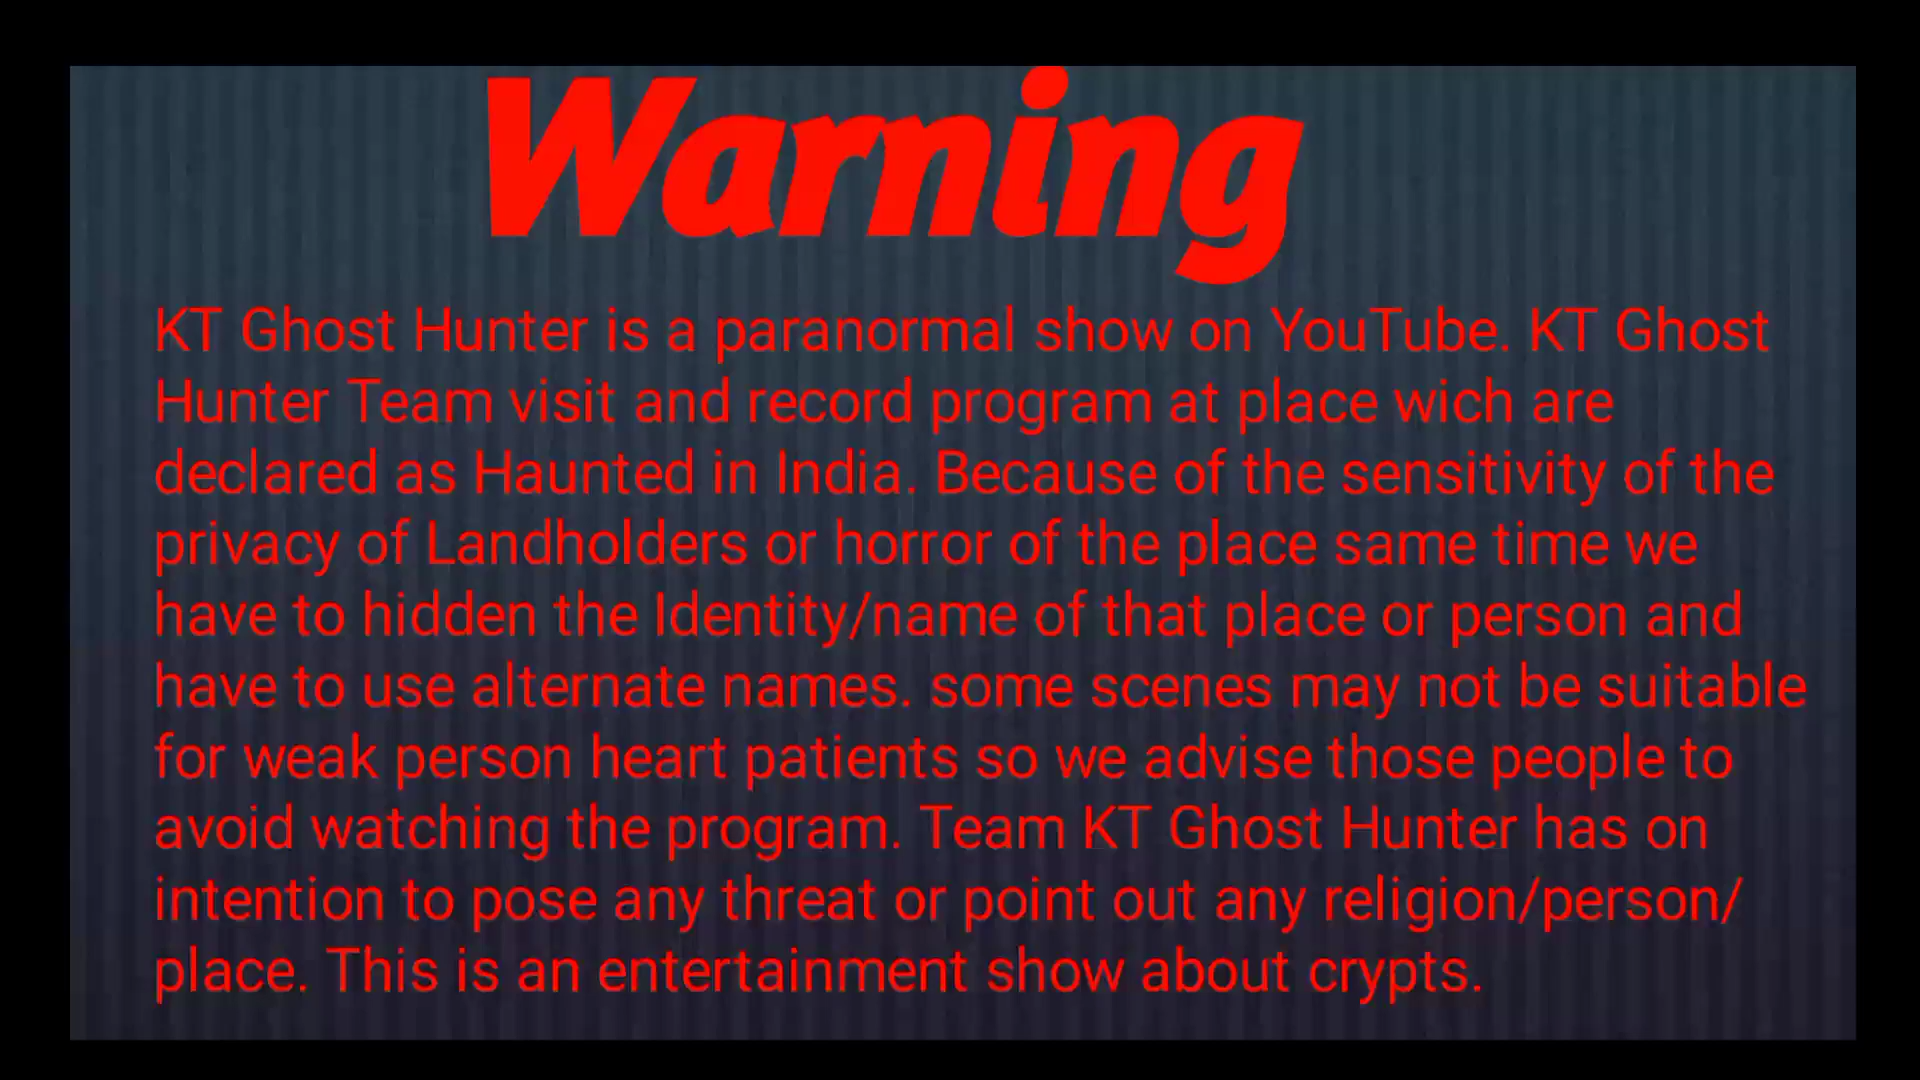 Warning
KT Ghost Hunter is a paranormal show on YouTube. KT Ghost
Hunter Team visit and record program at place wich are
declared as Haunted in India. Because of the sensitivity of the
privacy of Landholders or horror of the place same time we
have to hidden the Identity/name of that place or person and
have to use alternate names. some scenes may not be suitable
for weak person heart patients so we advise those people to
avoid watching the program. Team KT Ghost Hunter has on
intention to pose any threat or point out any religion/person/
place. This is an entertainment show about crypts.